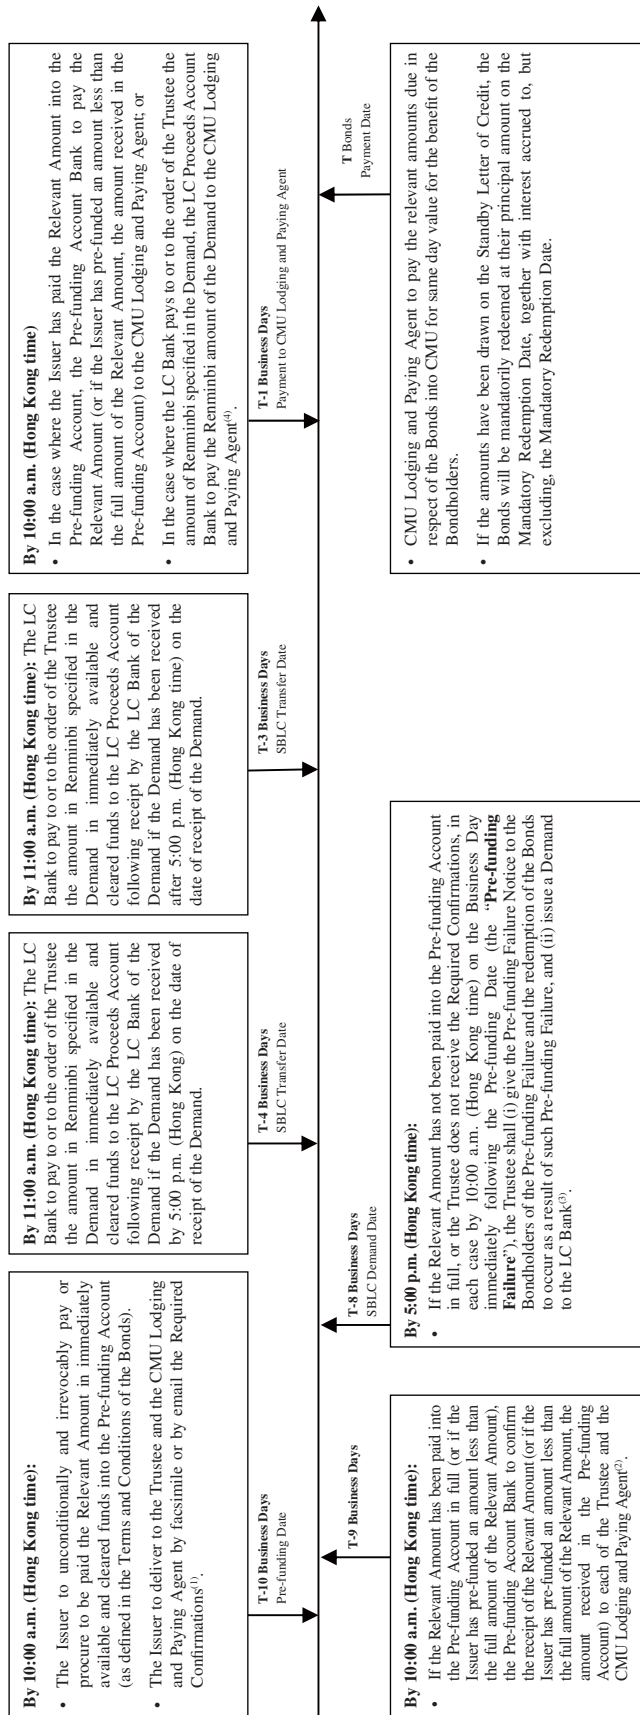 By 10:00 a.m. (Hong Kong time):
• The Issuer to unconditionally and irrevocably pay or
procure to be paid the Relevant Amount in immediately
available and cleared funds into the Pre-funding Account
(as defined in the Terms and Conditions of the Bonds).
• The Issuer to deliver to the Trustee and the CMU Lodging
and Paying Agent by facsimile or by email the Required
Confirmations(1).
By 11:00 a.m. (Hong Kong time): The LC
Bank to pay to or to the order of the Trustee
the amount in Renminbi specified in the
Demand in immediately available and
cleared funds to the LC Proceeds Account
following receipt by the LC Bank of the
Demand if the Demand has been received
by 5:00 p.m. (Hong Kong) on the date of
receipt of the Demand.
By 11:00 a.m. (Hong Kong time): The LC
Bank to pay to or to the order of the Trustee
the amount in Renminbi specified in the
Demand in immediately available and
cleared funds to the LC Proceeds Account
following receipt by the LC Bank of the
Demand if the Demand has been received
after 5:00 p.m. (Hong Kong time) on the
date of receipt of the Demand.
By 10:00 a.m. (Hong Kong time)
• In the case where the Issuer has paid the Relevant Amount into the
Pre-funding Account, the Pre-funding Account Bank to pay the
Relevant Amount (or if the Issuer has pre-funded an amount less than
the full amount of the Relevant Amount, the amount received in the
Pre-funding Account) to the CMU Lodging and Paying Agent; or
• In the case where the LC Bank pays to or to the order of the Trustee the
amount of Renminbi specified in the Demand, the LC Proceeds Account
Bank to pay the Renminbi amount of the Demand to the CMU Lodging
and Paying Agent(4).
T-10 Business Days
Pre-funding Date
T-9 Business Days
T-8 Business Days
SBLC Demand Date
T-4 Business Days
SBLC Transfer Date
T-3 Business Days
SBLC Transfer Date
T-1 Business Days
Payment to CMU Lodging and Paying Agent
T Bonds
Payment Date
By 10:00 a.m. (Hong Kong time):
• If the Relevant Amount has been paid into
the Pre-funding Account in full (or if the
Issuer has pre-funded an amount less than
the full amount of the Relevant Amount),
the Pre-funding Account Bank to confirm
the receipt of the Relevant Amount (or if the
Issuer has pre-funded an amount less than
the full amount of the Relevant Amount, the
amount received in the Pre-funding
Account) to each of the Trustee and the
CMU Lodging and Paying Agent(2).
By 5:00 p.m. (Hong Kong time):
• If the Relevant Amount has not been paid into the Pre-funding Account
in full, or the Trustee does not receive the Required Confirmations, in
each case by 10:00 a.m. (Hong Kong time) on the Business Day
immediately following the Pre-funding Date (the “Pre-funding
Failure”), the Trustee shall (i) give the Pre-funding Failure Notice to the
Bondholders of the Pre-funding Failure and the redemption of the Bonds
to occur as a result of such Pre-funding Failure, and (ii) issue a Demand
to the LC Bank(3).
• CMU Lodging and Paying Agent to pay the relevant amounts due in
respect of the Bonds into CMU for same day value for the benefit of the
Bondholders.
• If the amounts have been drawn on the Standby Letter of Credit, the
Bonds will be mandatorily redeemed at their principal amount on the
Mandatory Redemption Date, together with interest accrued to, but
excluding, the Mandatory Redemption Date.